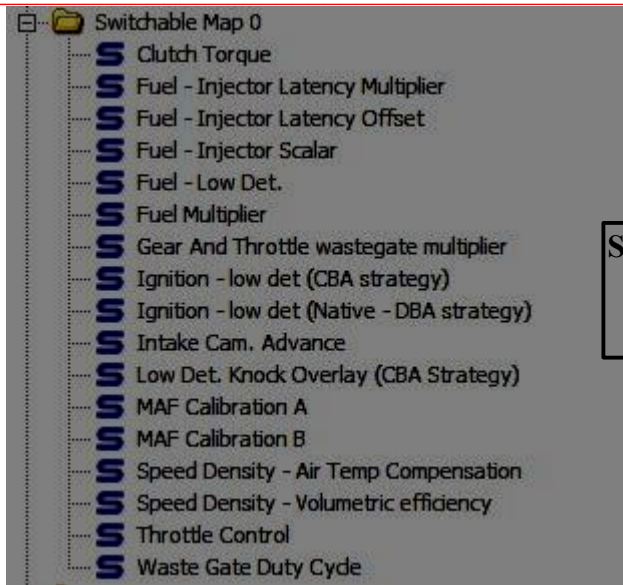 Switchable Map 0
Clutch Torque
Fuel - Injector Latency Multiplier
Fuel - Injector Latency Offset
Fuel - Injector Scalar
Fuel - Low Det.
Fuel Multiplier
Gear And Throttle wastegate multiplier
S
Ignition - low det (CBA strategy)
Ignition - low det (Native - DBA strategy)
Intake Cam. Advance
Low Det. Knock Overlay (CBA Strategy)
MAF Calibration A
MAF Calibration B
Speed Density - Air Temp Compensation
Speed Density - Volumetric efficiency
Throttle Control
Waste Gate Duty Cycle